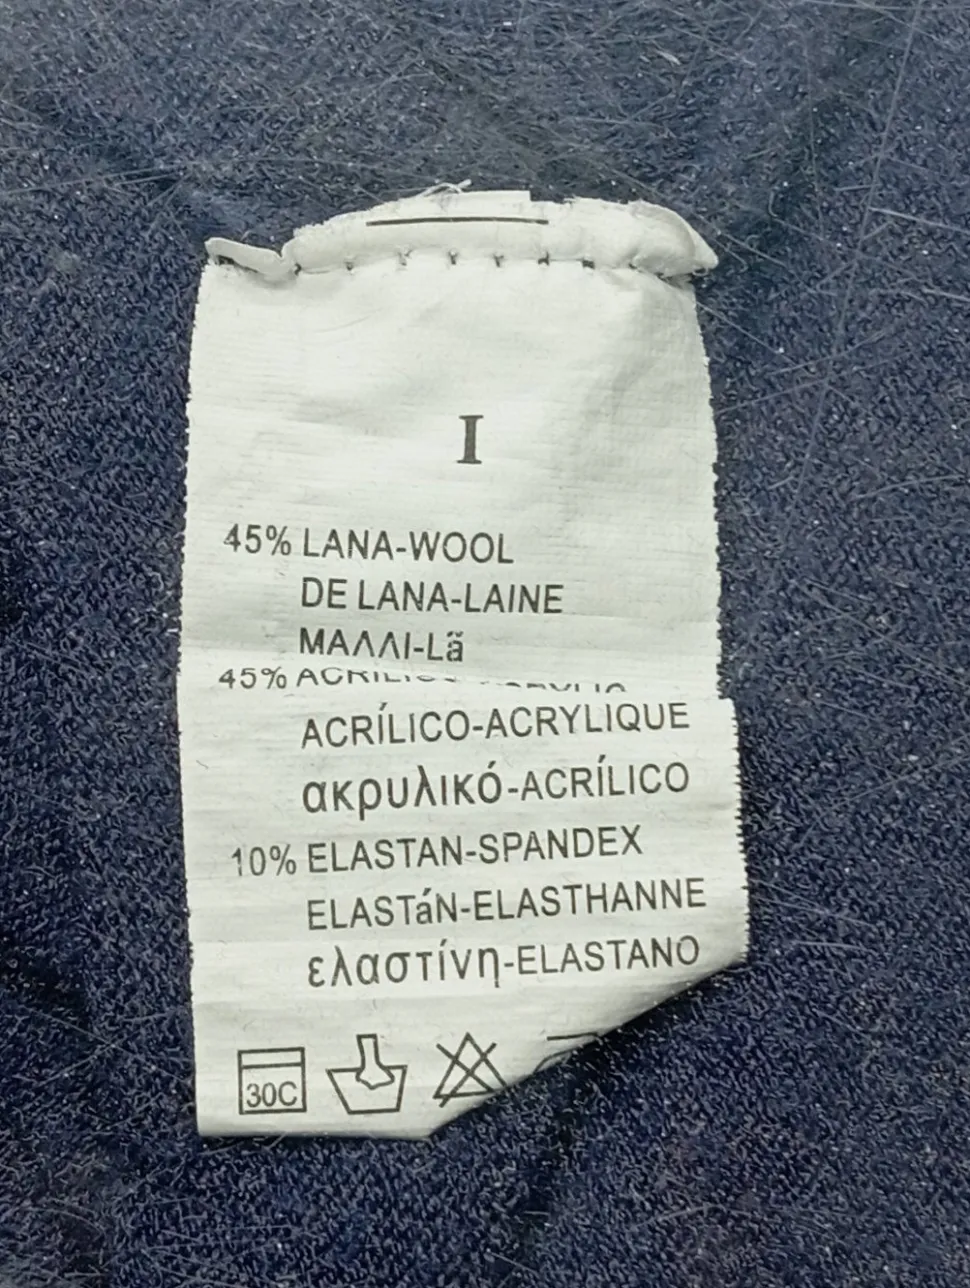 I
45% LANA-WOOL
DE LANA-LAINE
ΜΑΛΛΙ-Lã
45%
ACRÍLICO-ACRYLIQUE
ακρυλικό-ACRÍLICO
10% ELASTAN-SPANDEX
ELASTáN-ELASTHANNE
ελαστίνη-ELASTANO
30C